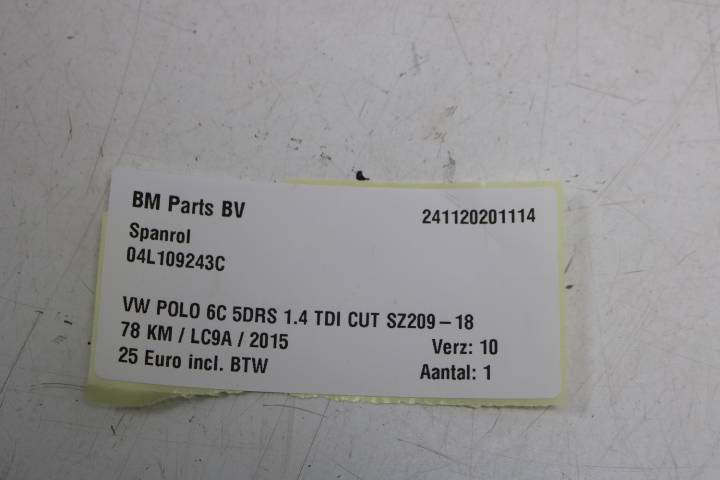 BM Parts BV 241120201114
Spanrol
04L109243C
VW POLO 6C 5DRS 1.4 TDI CUT SZ209-18
78 KM / LC9A / 2015 Verz: 10
25 Euro incl. BTW Aantal: 1